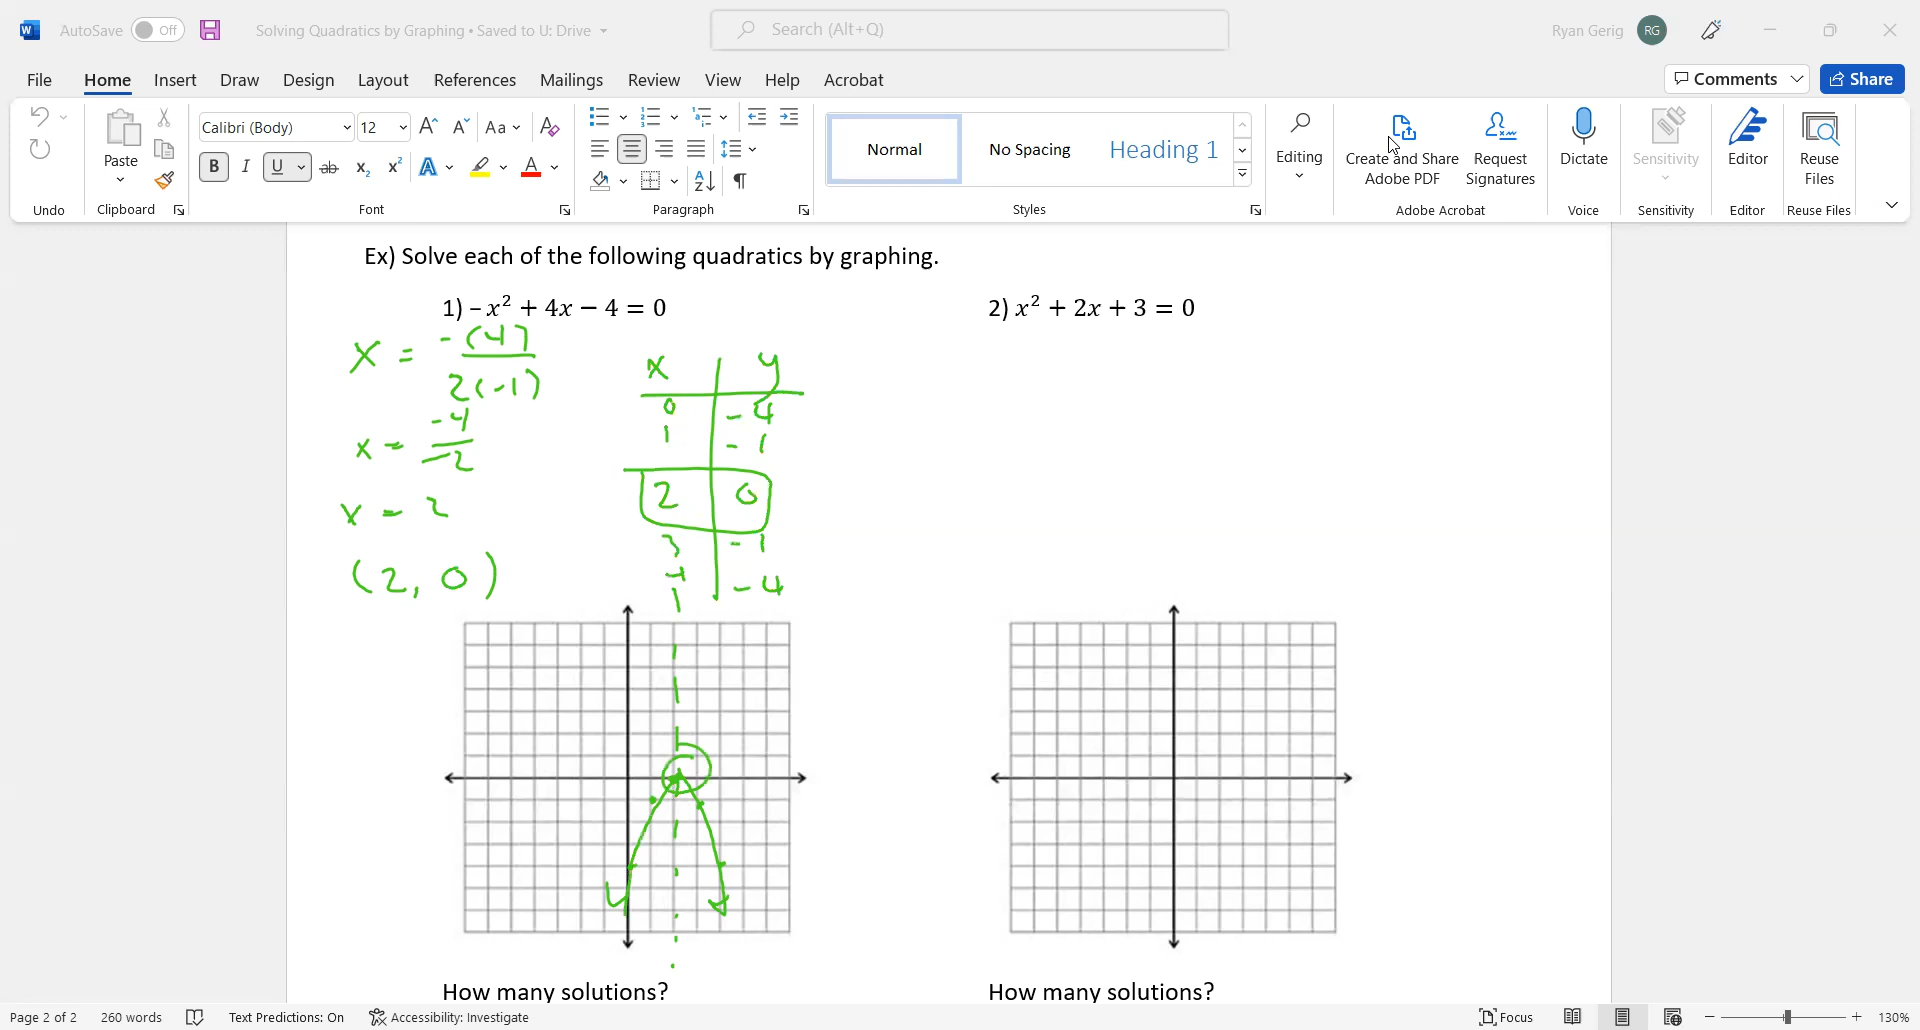 AutoSave Off Solving Quadratics by Graphing • Saved to U: Drive Search (Alt+Q) Ryan Gerig RG
File Home Insert Draw Design Layout References Mailings Review View Help Acrobat Comments Share
Calibri (Body) 12 Aa
Paste B I U ab x₂ x² A A
Normal No Spacing Heading 1
Editing Create and Share Adobe PDF Request Signatures Dictate Sensitivity Editor Reuse Files
Undo Clipboard Font Paragraph Styles Adobe Acrobat Voice Sensitivity Editor Reuse Files
Ex) Solve each of the following quadratics by graphing.
1) –x² + 4x − 4 = 0
2) x² + 2x + 3 = 0
x = -(4)/2(-1)
x = -4/-2
x = 2
(2, 0)
x y
0 -4
1 -1
2 0
3 -1
4 -4
How many solutions?
How many solutions?
Page 2 of 2 260 words Text Predictions: On Accessibility: Investigate Focus 130%